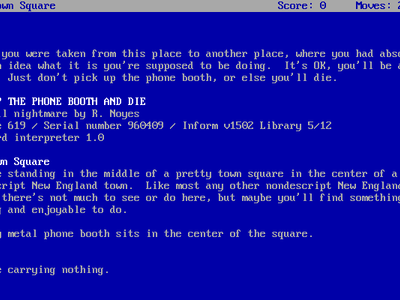 own Square Score: 0 Moves: 2
you were taken from this place to another place, where you had abso
idea what it is you're supposed to be doing. It's OK, you'll be a
Just don't pick up the phone booth, or else you'll die.
P THE PHONE BOOTH AND DIE
l nightmare by R. Noyes
e 619 / Serial number 960409 / Inform v1502 Library 5/12
rd interpreter 1.0
wn Square
e standing in the middle of a pretty town square in the center of a
cript New England town. Like most any other nondescript New England
there's not much to see or do here, but maybe you'll find something
g and enjoyable to do.
y metal phone booth sits in the center of the square.
e carrying nothing.